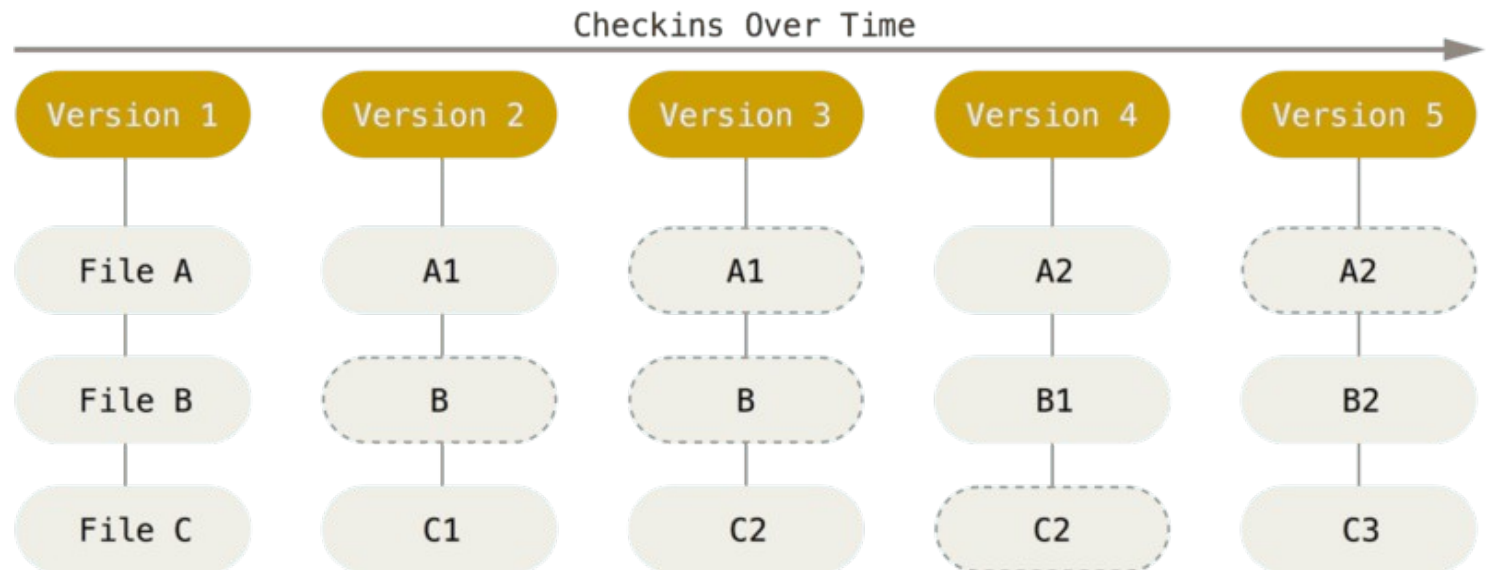 Checkins Over Time
Version 1 Version 2 Version 3 Version 4 Version 5
File A A1 A1 A2 A2
File B B B B1 B2
File C C1 C2 C2 C3